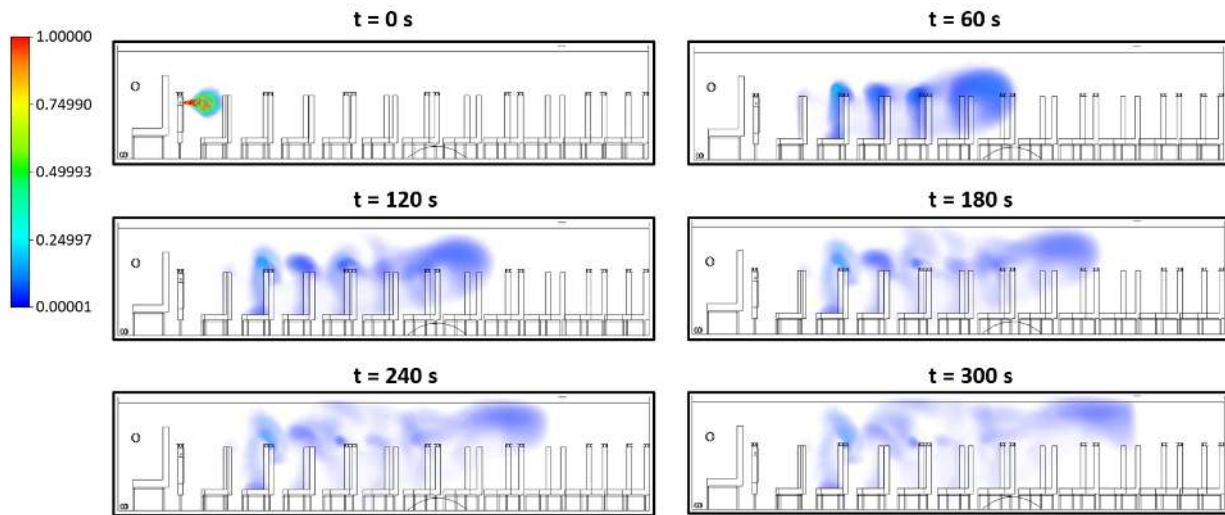 t = 0 s
t = 60 s
1.00000
0.74990
0.49993
0.24997
0.00001
t = 120 s
t = 180 s
t = 240 s
t = 300 s